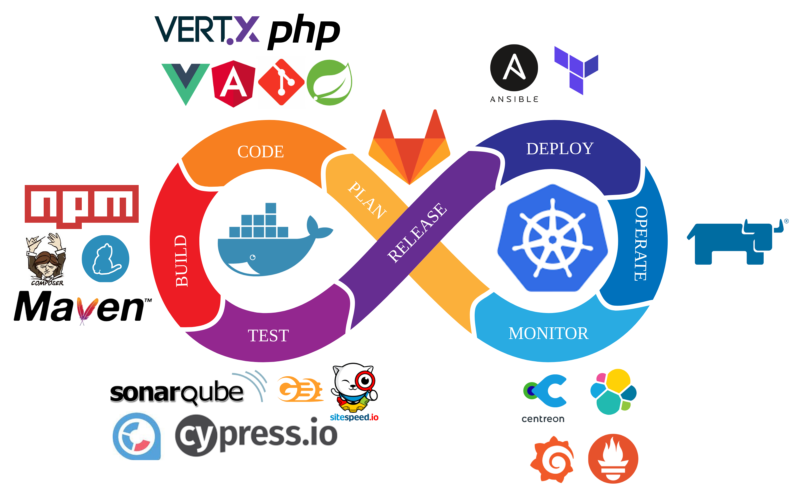 VERT.X php
ANSIBLE
CODE
DEPLOY
PLAN
RELEASE
npm
BUILD
OPERATE
®
COMPOSER
Maven™
TEST
MONITOR
sonarqube
sitespeed.io
centreon
cypress.io